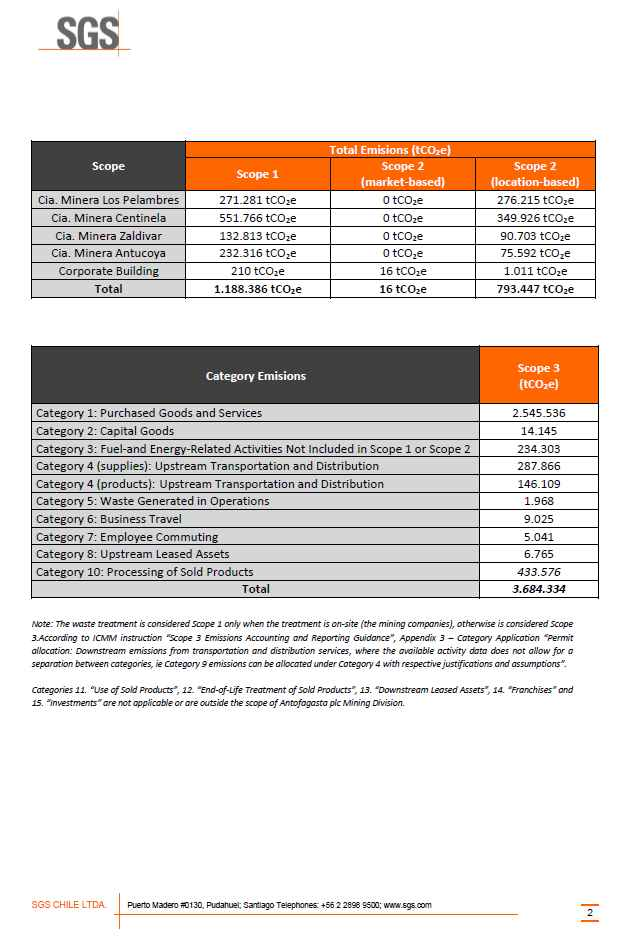 SGS
Scope Total Emisions (tCO₂e)
Scope 1 Scope 2 (market-based) Scope 2 (location-based)
Cia. Minera Los Pelambres 271.281 tCO₂e 0 tCO₂e 276.215 tCO₂e
Cia. Minera Centinela 551.766 tCO₂e 0 tCO₂e 349.926 tCO₂e
Cia. Minera Zaldivar 132.813 tCO₂e 0 tCO₂e 90.703 tCO₂e
Cia. Minera Antucoya 232.316 tCO₂e 0 tCO₂e 75.592 tCO₂e
Corporate Building 210 tCO₂e 16 tCO₂e 1.011 tCO₂e
Total 1.188.386 tCO₂e 16 tCO₂e 793.447 tCO₂e
Category Emisions Scope 3 (tCO₂e)
Category 1: Purchased Goods and Services 2.545.536
Category 2: Capital Goods 14.145
Category 3: Fuel-and Energy-Related Activities Not Included in Scope 1 or Scope 2 234.303
Category 4 (supplies): Upstream Transportation and Distribution 287.866
Category 4 (products): Upstream Transportation and Distribution 146.109
Category 5: Waste Generated in Operations 1.968
Category 6: Business Travel 9.025
Category 7: Employee Commuting 5.041
Category 8: Upstream Leased Assets 6.765
Category 10: Processing of Sold Products 433.576
Total 3.684.334
Note: The waste treatment is considered Scope 1 only when the treatment is on-site (the mining companies), otherwise is considered Scope
3.According to ICMM instruction “Scope 3 Emissions Accounting and Reporting Guidance”, Appendix 3 – Category Application “Permit
allocation: Downstream emissions from transportation and distribution services, where the available activity data does not allow for a
separation between categories, ie Category 9 emissions can be allocated under Category 4 with respective justifications and assumptions”.
Categories 11. “Use of Sold Products”, 12. “End-of-Life Treatment of Sold Products”, 13. “Downstream Leased Assets”, 14. “Franchises” and
15. “Investments” are not applicable or are outside the scope of Antofagasta plc Mining Division.
SGS CHILE LTDA. Puerto Madero #0130, Pudahuel; Santiago Telephones: +56 2 2898 9500; www.sgs.com
2